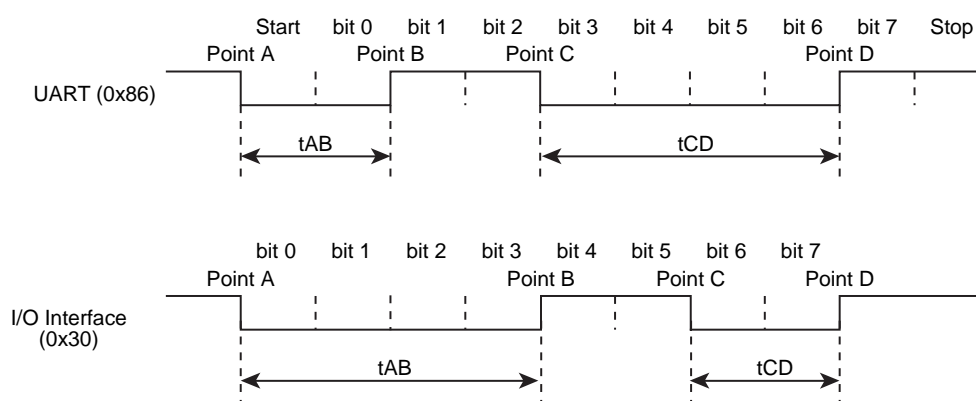 Start bit 0 bit 1 bit 2 bit 3 bit 4 bit 5 bit 6 bit 7 Stop
Point A Point B Point C Point D
UART (0x86)
tAB tCD
bit 0 bit 1 bit 2 bit 3 bit 4 bit 5 bit 6 bit 7
Point A Point B Point C Point D
I/O Interface
(0x30)
tAB tCD